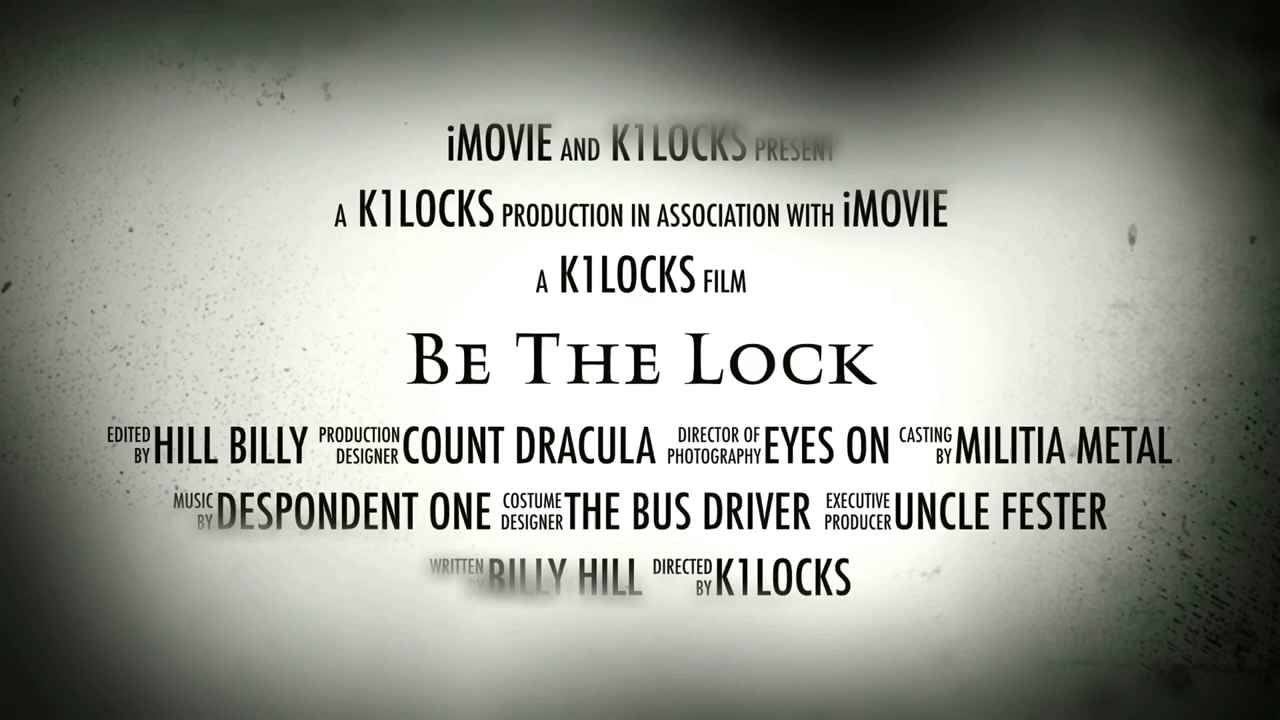 iMOVIE AND K1LOCKS PRESENT
A K1LOCKS PRODUCTION IN ASSOCIATION WITH iMOVIE
A K1LOCKS FILM
BE THE LOCK
EDITED BY HILL BILLY PRODUCTION DESIGNER COUNT DRACULA DIRECTOR OF PHOTOGRAPHY EYES ON CASTING BY MILITIA METAL
MUSIC BY DESPONDENT ONE COSTUME DESIGNER THE BUS DRIVER EXECUTIVE PRODUCER UNCLE FESTER
WRITTEN BY BILLY HILL DIRECTED BY K1LOCKS